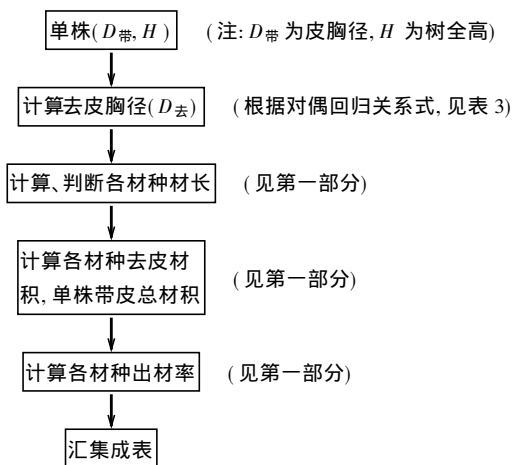 单株(D带, H)  (注: D带 为皮胸径, H 为树全高)
计算去皮胸径(D去)  (根据对偶回归关系式, 见表 3)
计算、判断各材种材长  (见第一部分)
计算各材种去皮材
积, 单株带皮总材积  (见第一部分)
计算各材种出材率  (见第一部分)
汇集成表